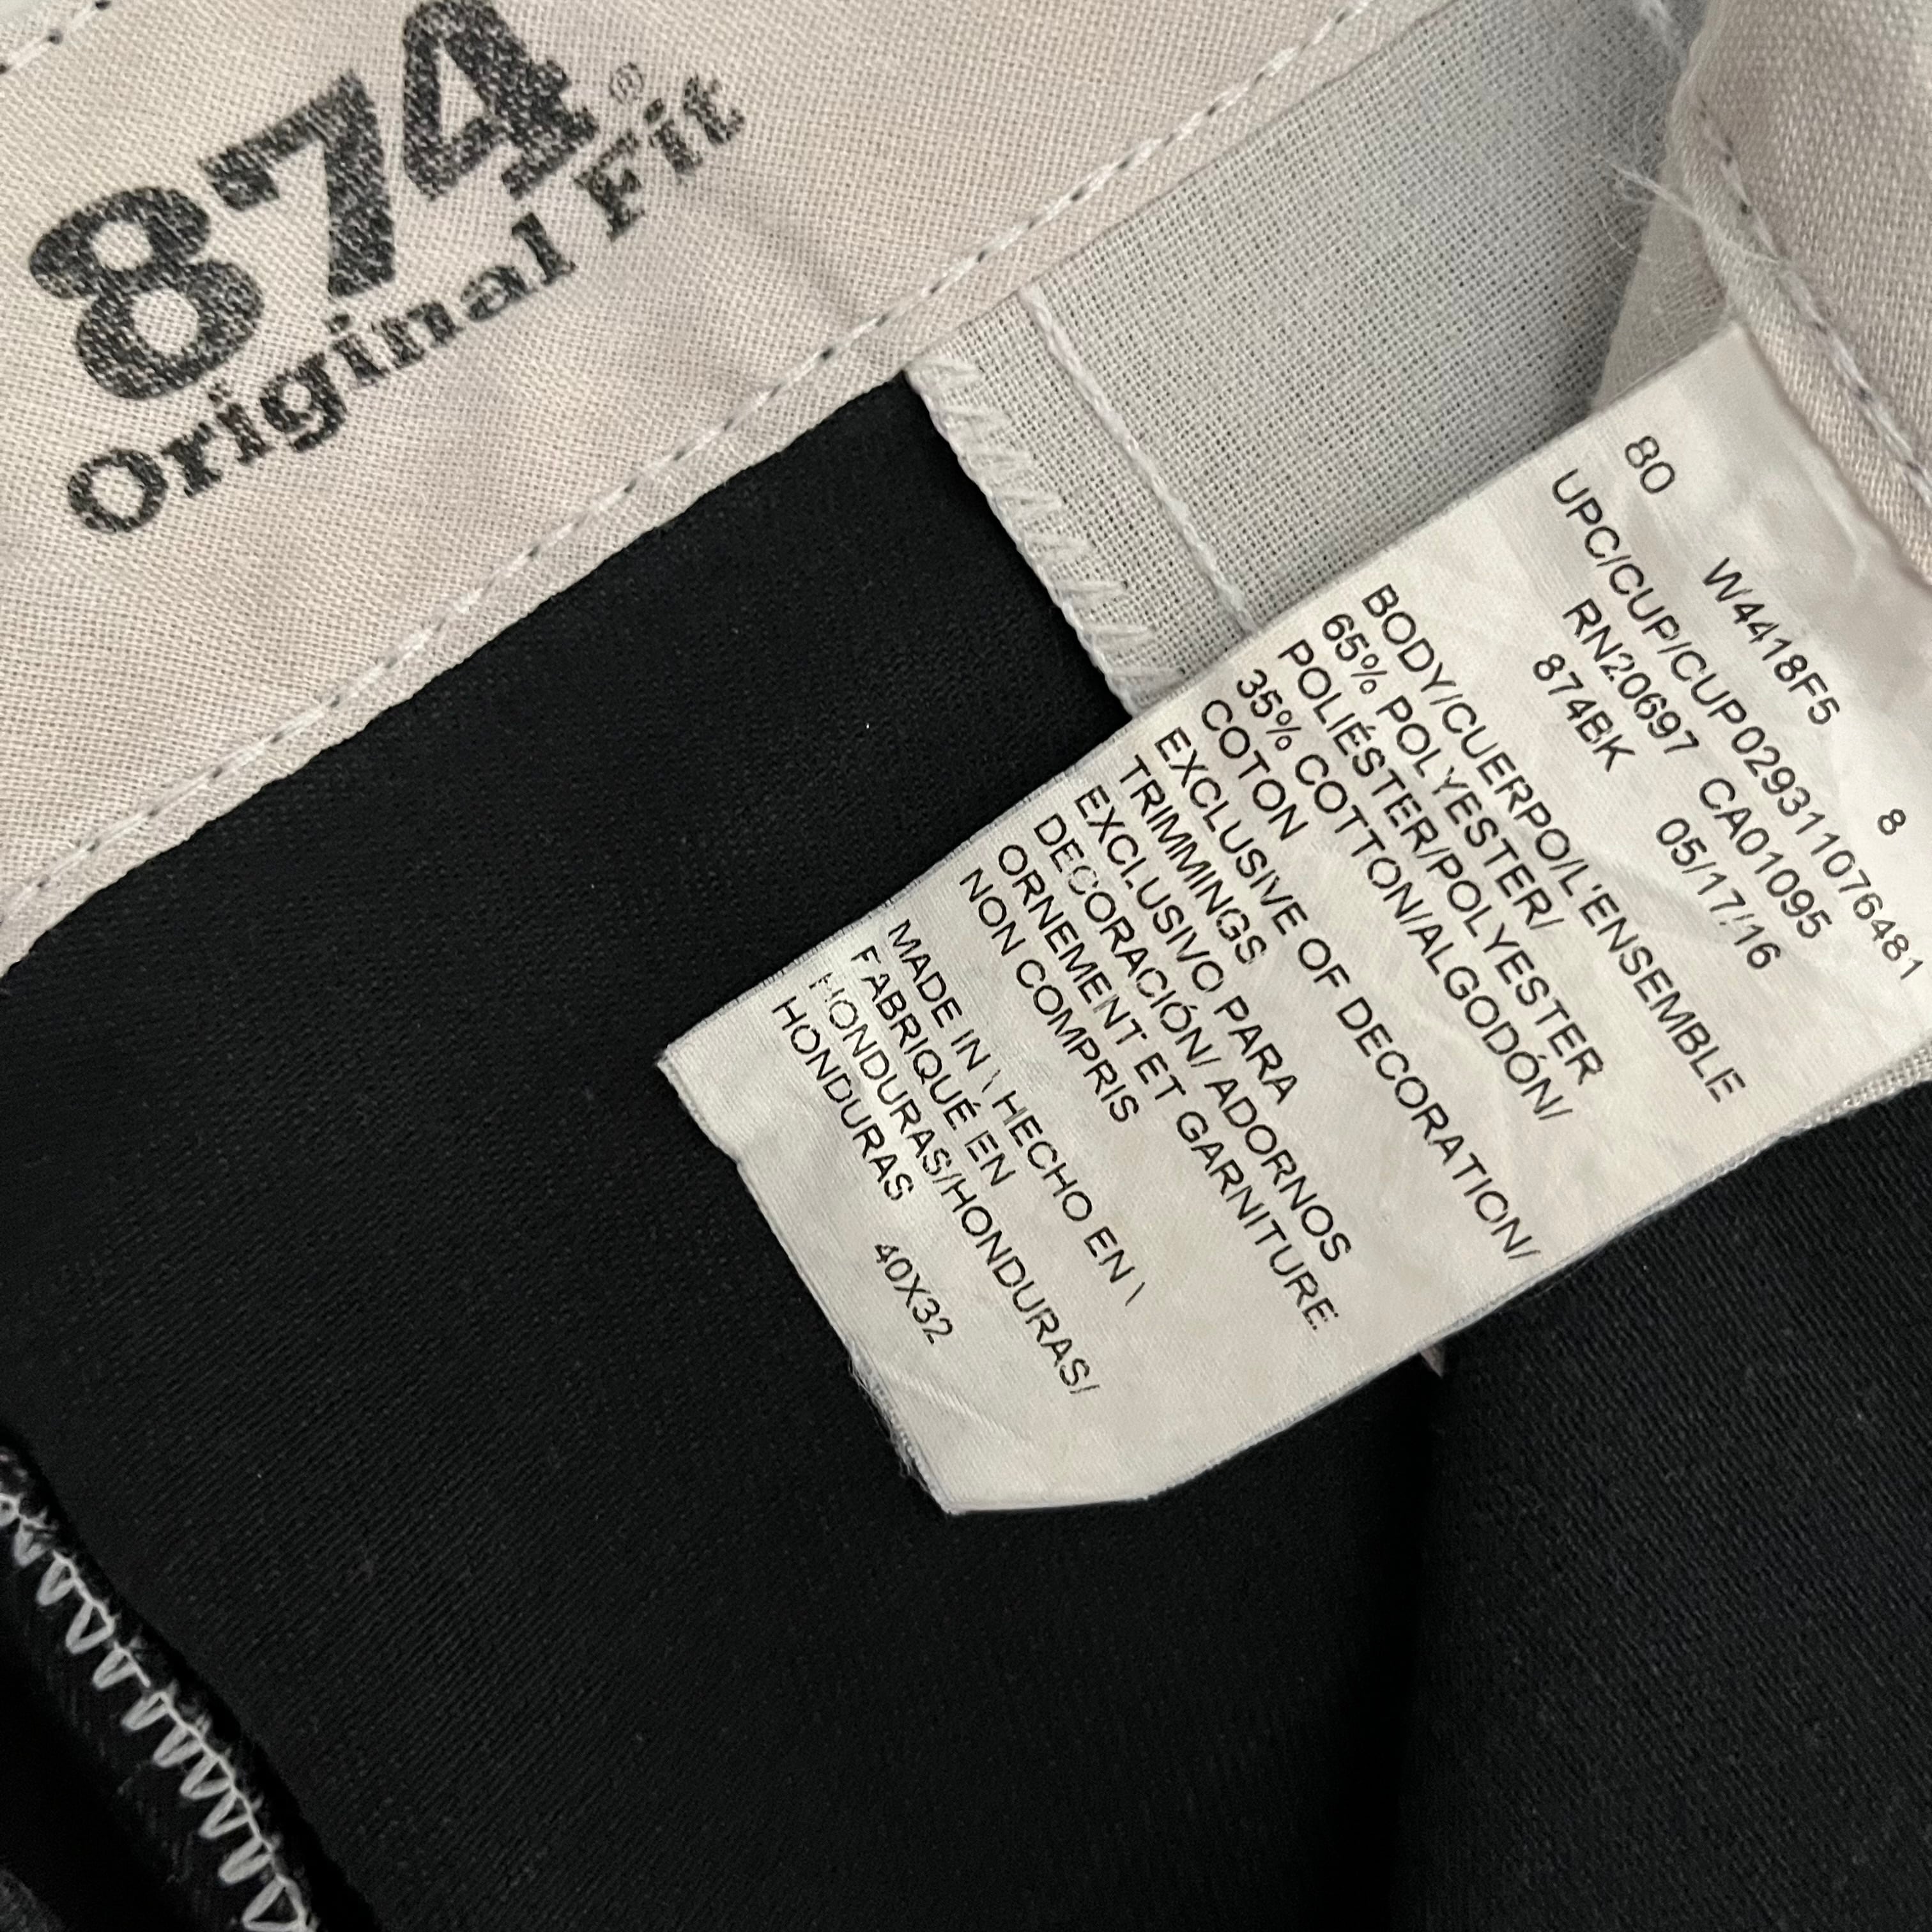 874®
Original Fit
80 W4418F5 8
UPC/CUP/CUP029311076481
RN20697 CA01095
874BK 05/17/16
BODY/CUERPO/L'ENSEMBLE
65% POLYESTER/
POLIÉSTER/POLYESTER
35% COTTON/ALGODÓN/
COTON
EXCLUSIVE OF DECORATION/
TRIMMINGS
EXCLUSIVO PARA
DECORACIÓN/ ADORNOS
ORNEMENT ET GARNITURE
NON COMPRIS
MADE IN \ HECHO EN \
FABRIQUÉ EN
HONDURAS/HONDURAS/
HONDURAS 40X32